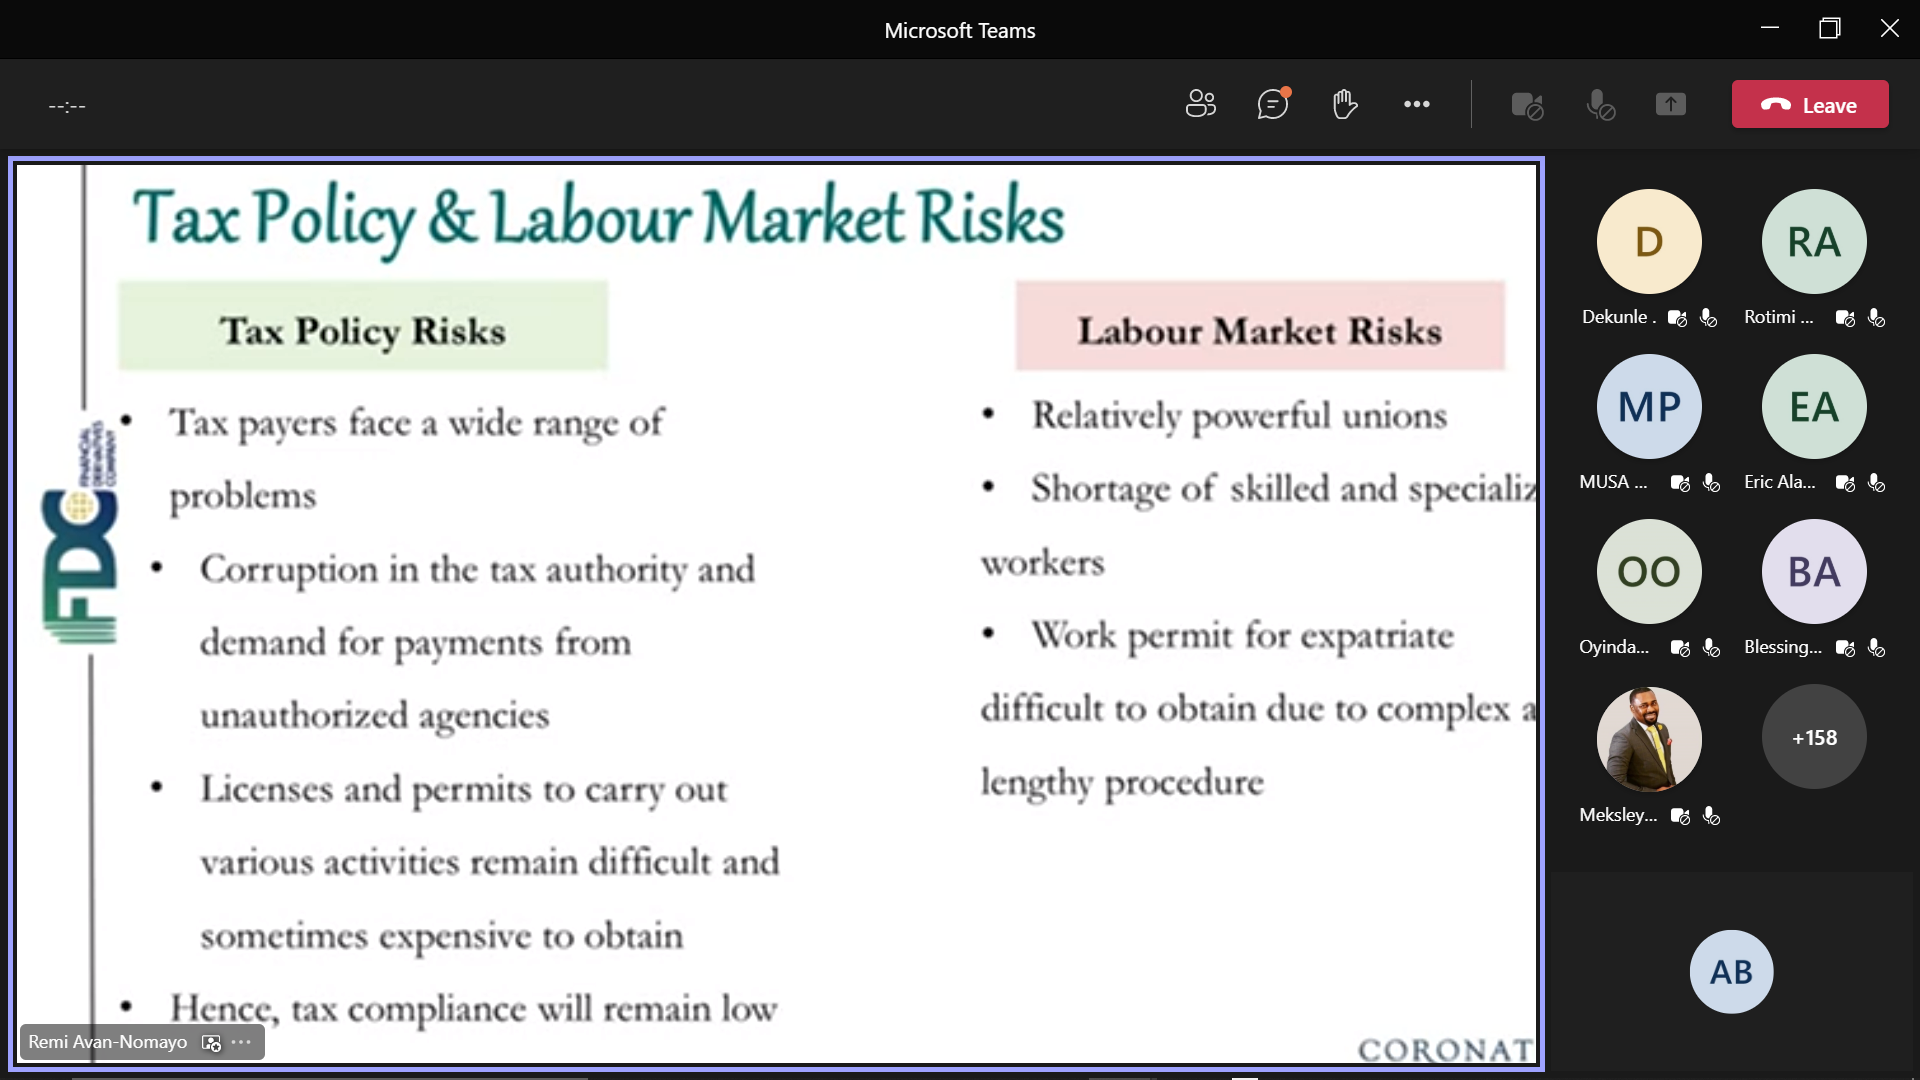 Microsoft Teams
--:--
Leave
Tax Policy & Labour Market Risks
Tax Policy Risks
• Tax payers face a wide range of
problems
• Corruption in the tax authority and
demand for payments from
unauthorized agencies
• Licenses and permits to carry out
various activities remain difficult and
sometimes expensive to obtain
• Hence, tax compliance will remain low
Labour Market Risks
• Relatively powerful unions
• Shortage of skilled and specializ
workers
• Work permit for expatriate
difficult to obtain due to complex a
lengthy procedure
FDC
FINANCIAL
DERIVATIVES
COMPANY
CORONAT
Remi Avan-Nomayo
D
Dekunle .
RA
Rotimi ...
MP
MUSA ...
EA
Eric Ala...
OO
Oyinda...
BA
Blessing...
Meksley...
+158
AB